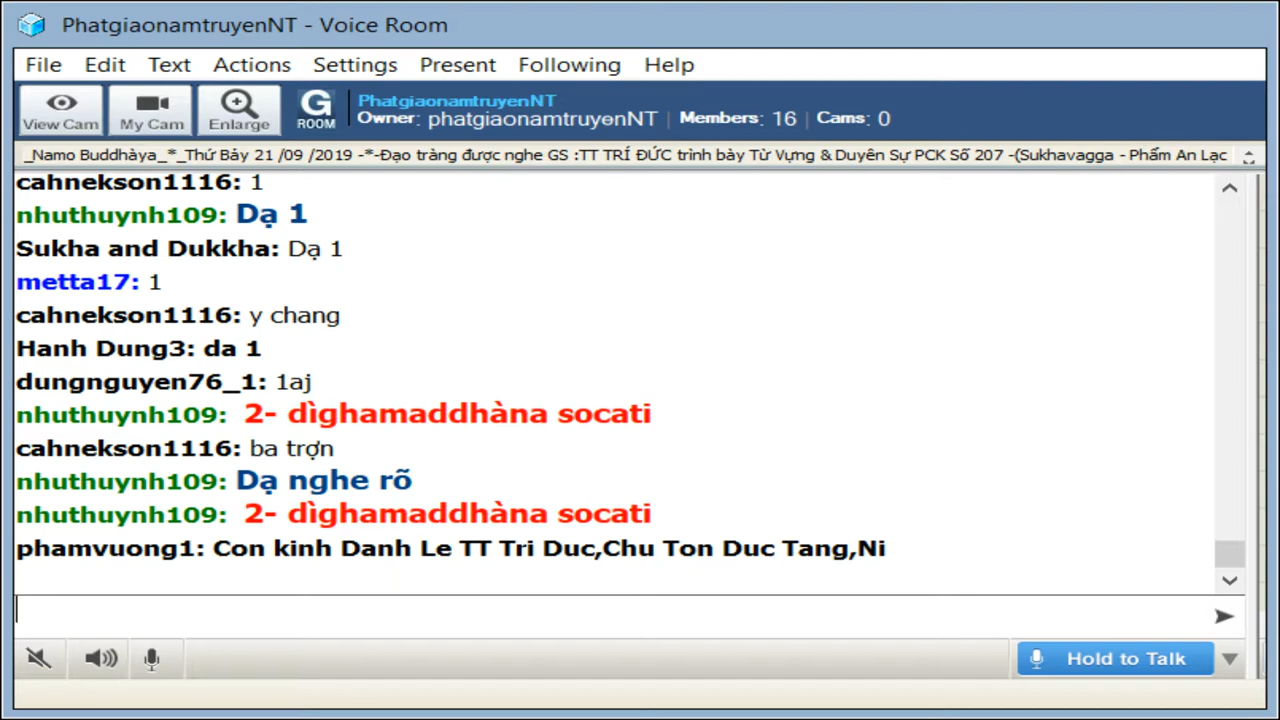 PhatgiaonamtruyenNT - Voice Room
File Edit Text Actions Settings Present Following Help
View Cam My Cam Enlarge G ROOM
PhatgiaonamtruyenNT
Owner: phatgiaonamtruyenNT | Members: 16 | Cams: 0
_Namo Buddhàya_*_Thứ Bảy 21 /09 /2019 -*-Đạo tràng được nghe GS :TT TRÍ ĐỨC trình bày Từ Vựng & Duyên Sự PCK Số 207 -(Sukhavagga - Phẩm An Lạc
cahnekson1116: 1
nhuthuynh109: Dạ 1
Sukha and Dukkha: Dạ 1
metta17: 1
cahnekson1116: y chang
Hanh Dung3: da 1
dungnguyen76_1: 1aj
nhuthuynh109: 2- dìghamaddhàna socati
cahnekson1116: ba trợn
nhuthuynh109: Dạ nghe rõ
nhuthuynh109: 2- dìghamaddhàna socati
phamvuong1: Con kinh Danh Le TT Tri Duc,Chu Ton Duc Tang,Ni
Hold to Talk